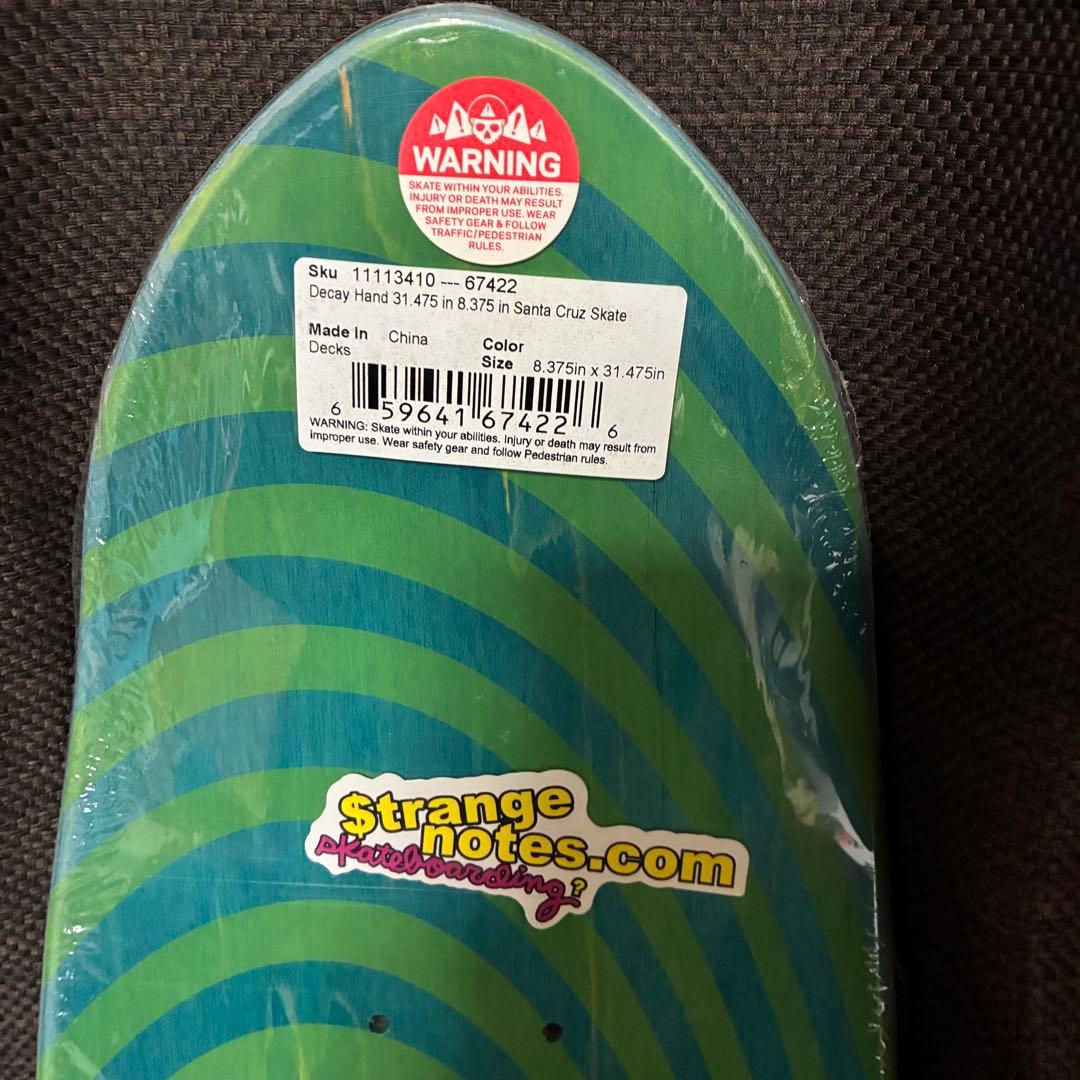 WARNING
SKATE WITHIN YOUR ABILITIES.
INJURY OR DEATH MAY RESULT
FROM IMPROPER USE. WEAR
SAFETY GEAR & FOLLOW
TRAFFIC/PEDESTRIAN
RULES.
Sku 11113410 --- 67422
Decay Hand 31.475 in 8.375 in Santa Cruz Skate
Made In China Color
Decks Size 8.375in x 31.475in
6 59641 67422 6
WARNING: Skate within your abilities. Injury or death may result from
improper use. Wear safety gear and follow Pedestrian rules.
$trange
notes.com
skateboarding?